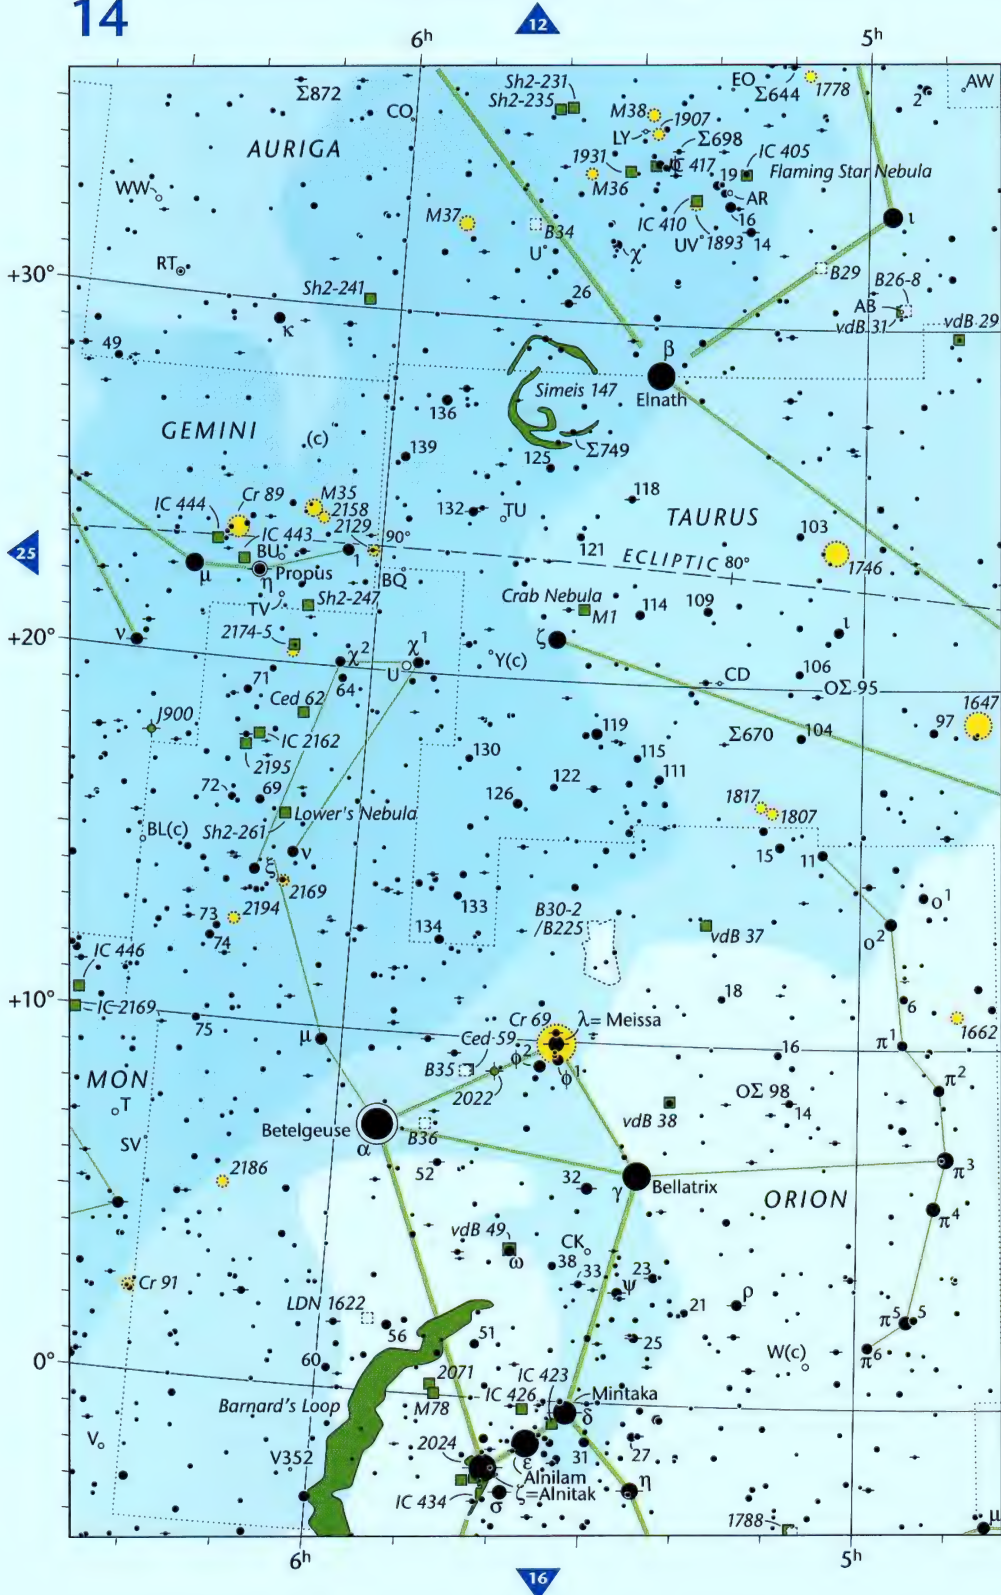 14
6h
12
5h
Σ872
CO
Sh2-231
Sh2-235
M38
1907
EO
Σ644
1778
2
AW
AURIGA
LY
Σ698
1931
IC 417
IC 405
19
Flaming Star Nebula
M36
AR
WW
IC 410
16
M37
B34
UV
1893
14
ι
U
χ
RT
B29
+30°
Sh2-241
B26-8
26
AB
κ
vdB 31
vdB 29
49
β
Simeis 147
Elnath
136
GEMINI
(c)
139
Σ749
125
118
Cr 89
M35
IC 444
2158
132
TU
TAURUS
2129
IC 443
90°
103
25
BU
1
121
ECLIPTIC 80°
1746
μ
η
Propus
BQ
Crab Nebula
TV
Sh2-247
M1
114
109
ν
2174-5
ζ
ι
+20°
χ2
χ1
Y(c)
U
106
71
64
CD
OΣ 95
Ced 62
1647
J900
119
97
IC 2162
Σ670
104
2195
130
115
72
69
122
111
126
1817
Sh2-261
Lower's Nebula
1807
BL(c)
15
11
ν
ξ
2169
133
B30-2
/B225
ο1
2194
73
74
134
vdB 37
ο2
IC 446
IC 2169
18
6
+10°
75
Cr 69
λ= Meissa
μ
π1
1662
Ced 59
φ2
16
MON
B35
φ1
π2
T
2022
OΣ 98
vdB 38
14
Betelgeuse
B36
SV
α
2186
52
32
π3
γ
Bellatrix
ORION
π4
vdB 49
CK
ω
38
23
Cr 91
33
ψ
LDN 1622
21
ρ
π5
5
56
51
25
60
W(c)
π6
0°
2071
IC 423
IC 426
Mintaka
Barnard's Loop
M78
δ
V
2024
V352
31
27
ε
Alnilam
η
ζ=Alnitak
IC 434
σ
1788
μ
6h
16
5h